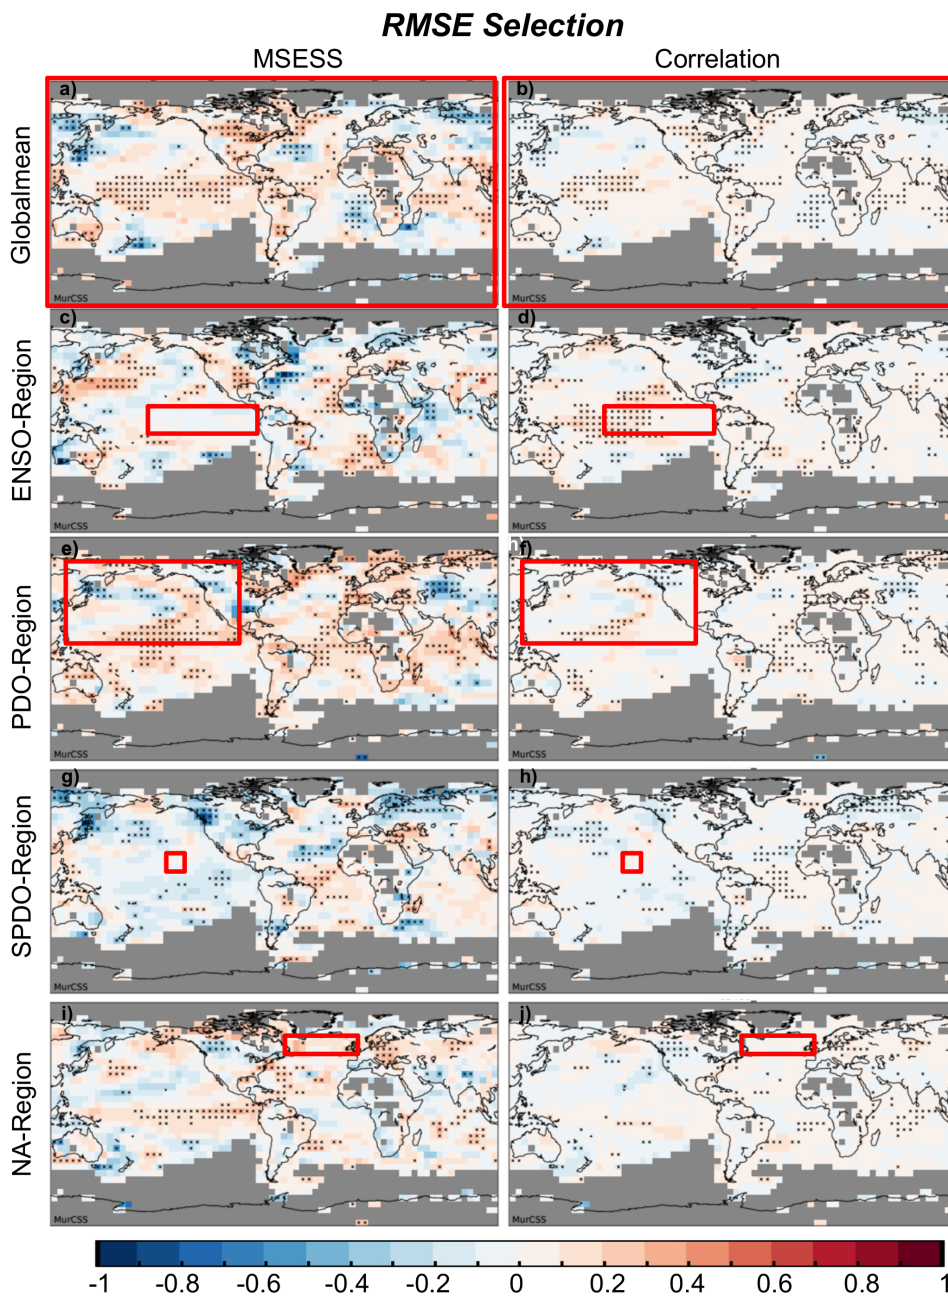 RMSE Selection
MSESS Correlation
Globalmean
a) b)
MurCSS MurCSS
ENSO-Region
c) d)
MurCSS MurCSS
PDO-Region
e) f)
MurCSS MurCSS
SPDO-Region
g) h)
MurCSS MurCSS
NA-Region
i) j)
MurCSS MurCSS
-1 -0.8 -0.6 -0.4 -0.2 0 0.2 0.4 0.6 0.8 1